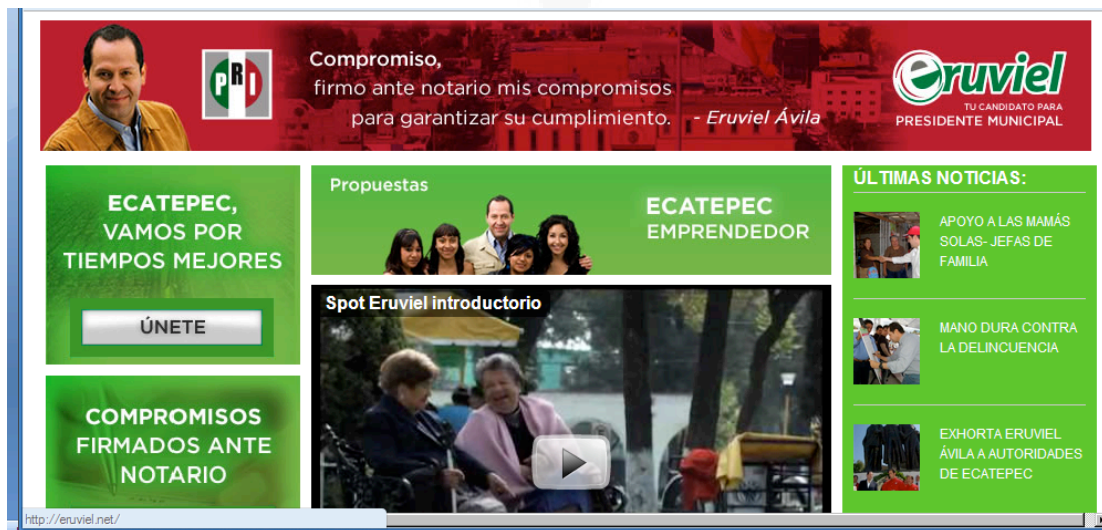 PRI
Compromiso,
firmo ante notario mis compromisos
para garantizar su cumplimiento. - Eruviel Ávila
eruviel
TU CANDIDATO PARA
PRESIDENTE MUNICIPAL
ECATEPEC,
VAMOS POR
TIEMPOS MEJORES
ÚNETE
COMPROMISOS
FIRMADOS ANTE
NOTARIO
Propuestas
ECATEPEC
EMPRENDEDOR
Spot Eruviel introductorio
ÚLTIMAS NOTICIAS:
APOYO A LAS MAMÁS
SOLAS- JEFAS DE
FAMILIA
MANO DURA CONTRA
LA DELINCUENCIA
EXHORTA ERUVIEL
ÁVILA A AUTORIDADES
DE ECATEPEC
http://eruviel.net/